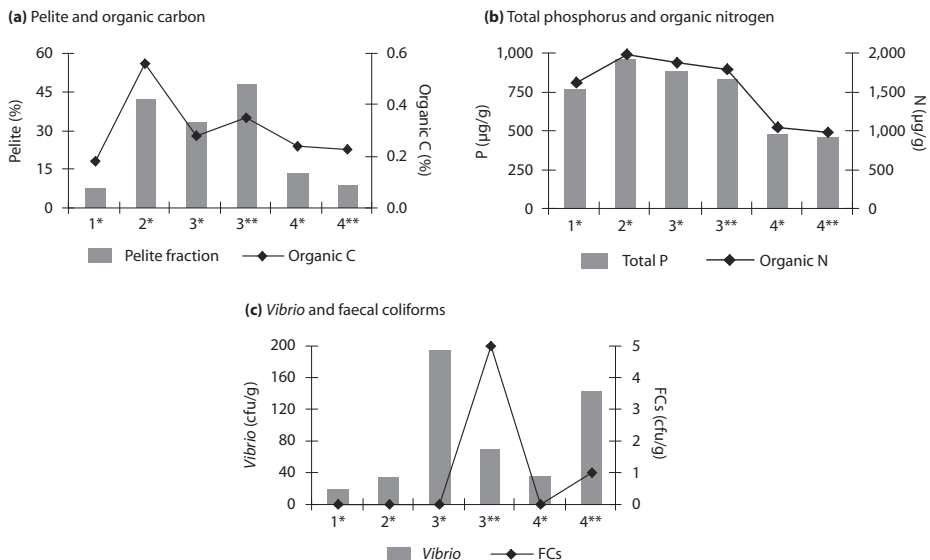 (a) Pelite and organic carbon
60
45
30
15
0
Pelite (%)
0.6
0.4
0.2
0.0
Organic C (%)
1* 2* 3* 3** 4* 4**
Pelite fraction Organic C
(b) Total phosphorus and organic nitrogen
1,000
750
500
250
0
P (µg/g)
2,000
1,500
1,000
500
0
N (µg/g)
1* 2* 3* 3** 4* 4**
Total P Organic N
(c) Vibrio and faecal coliforms
200
160
120
80
40
0
Vibrio (cfu/g)
5
4
3
2
1
0
FCs (cfu/g)
1* 2* 3* 3** 4* 4**
Vibrio FCs